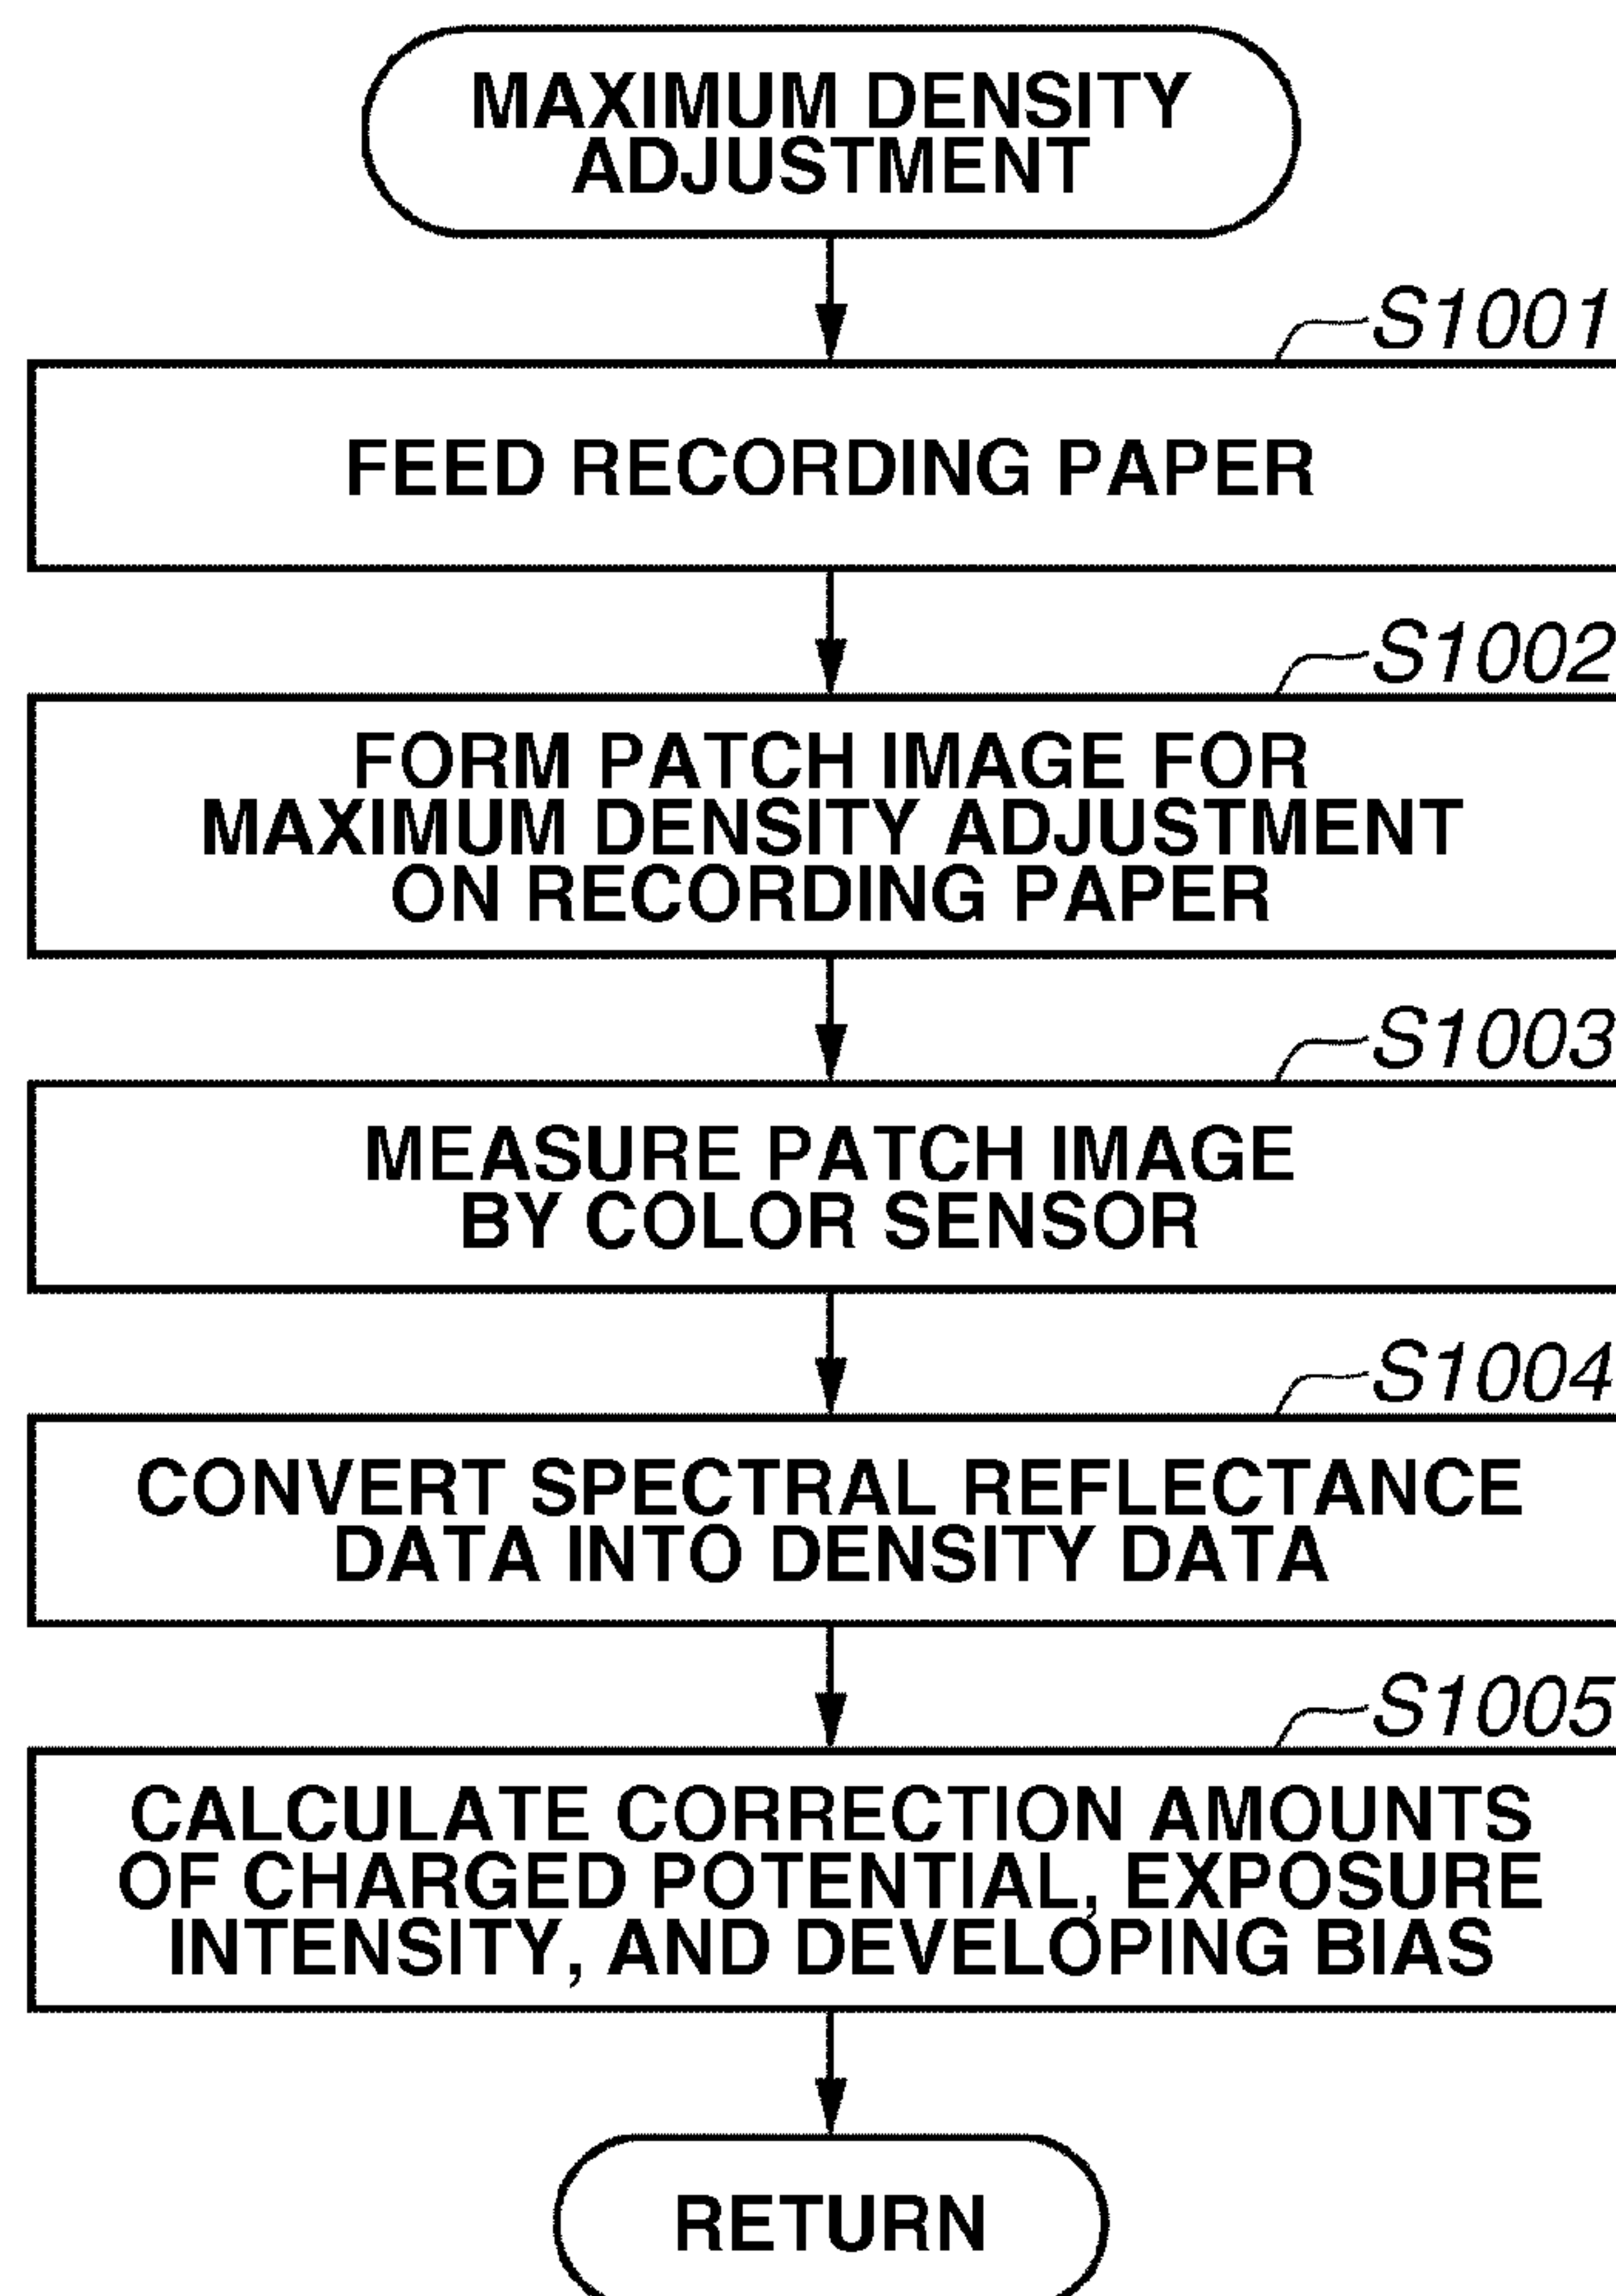 MAXIMUM DENSITY
ADJUSTMENT
S1001
FEED RECORDING PAPER
S1002
FORM PATCH IMAGE FOR
MAXIMUM DENSITY ADJUSTMENT
ON RECORDING PAPER
S1003
MEASURE PATCH IMAGE
BY COLOR SENSOR
S1004
CONVERT SPECTRAL REFLECTANCE
DATA INTO DENSITY DATA
S1005
CALCULATE CORRECTION AMOUNTS
OF CHARGED POTENTIAL, EXPOSURE
INTENSITY, AND DEVELOPING BIAS
RETURN